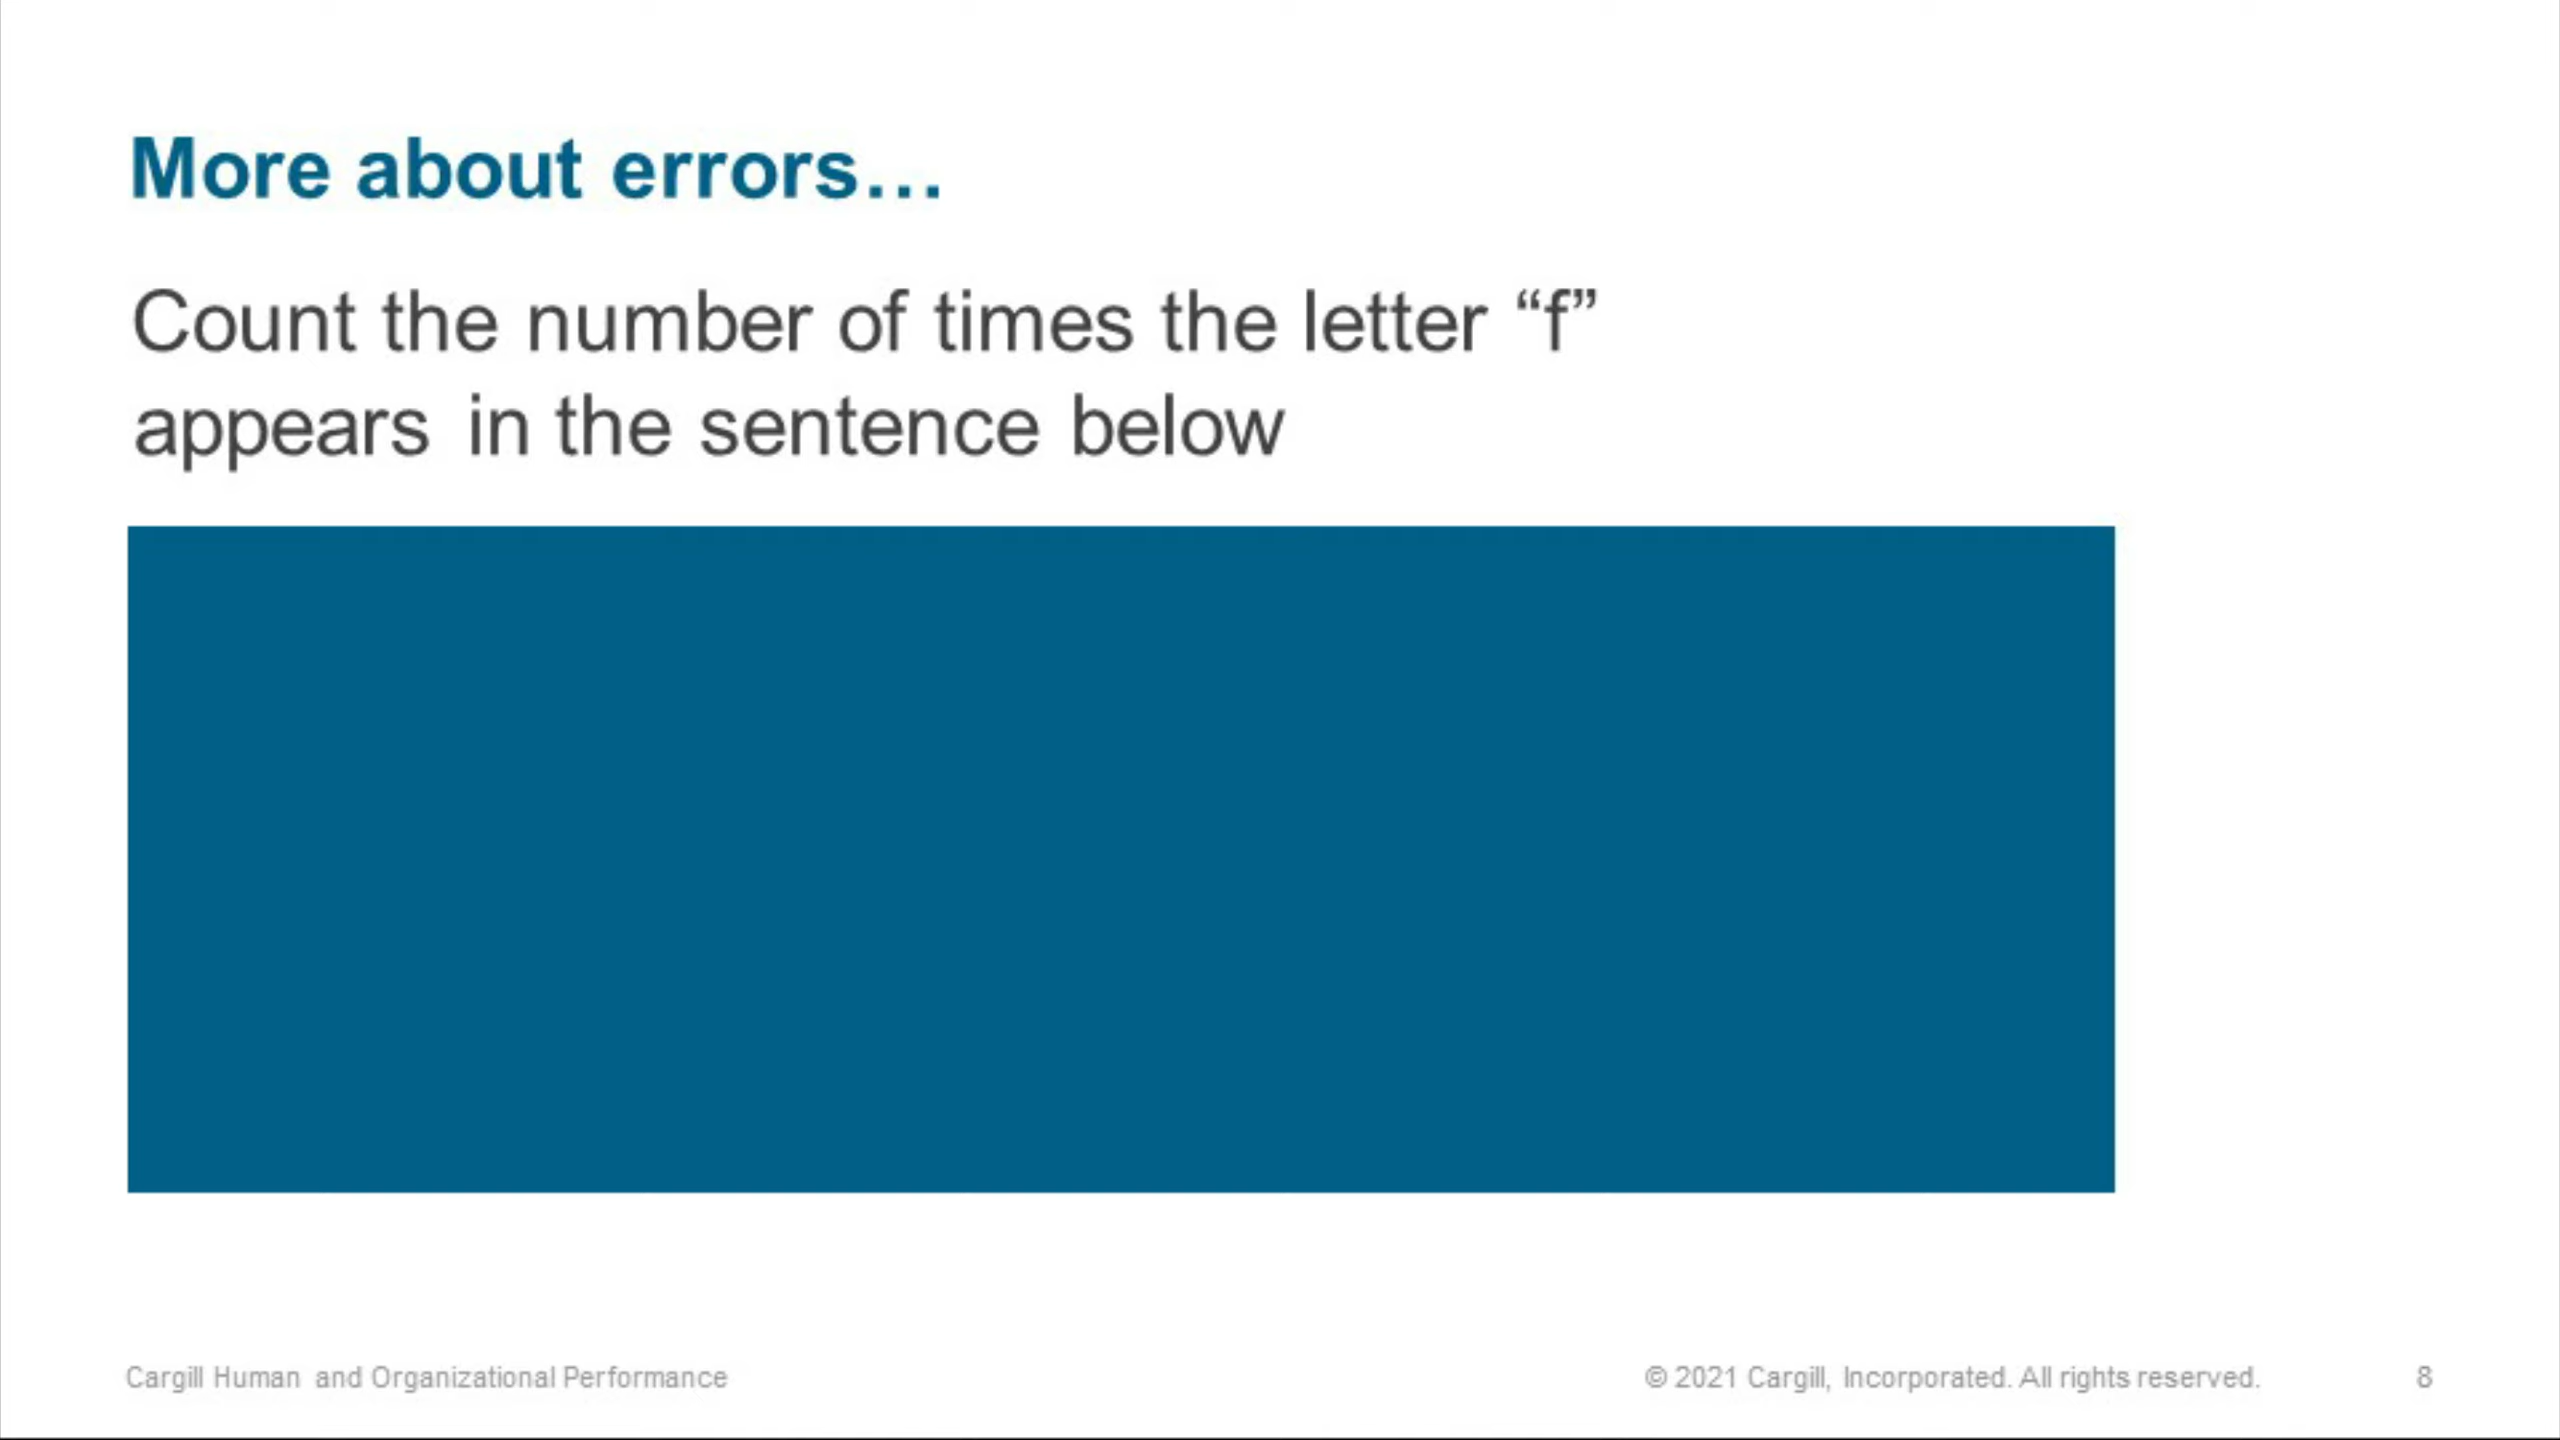 More about errors…
Count the number of times the letter “f”
appears in the sentence below
Cargill Human and Organizational Performance
© 2021 Cargill, Incorporated. All rights reserved.
8